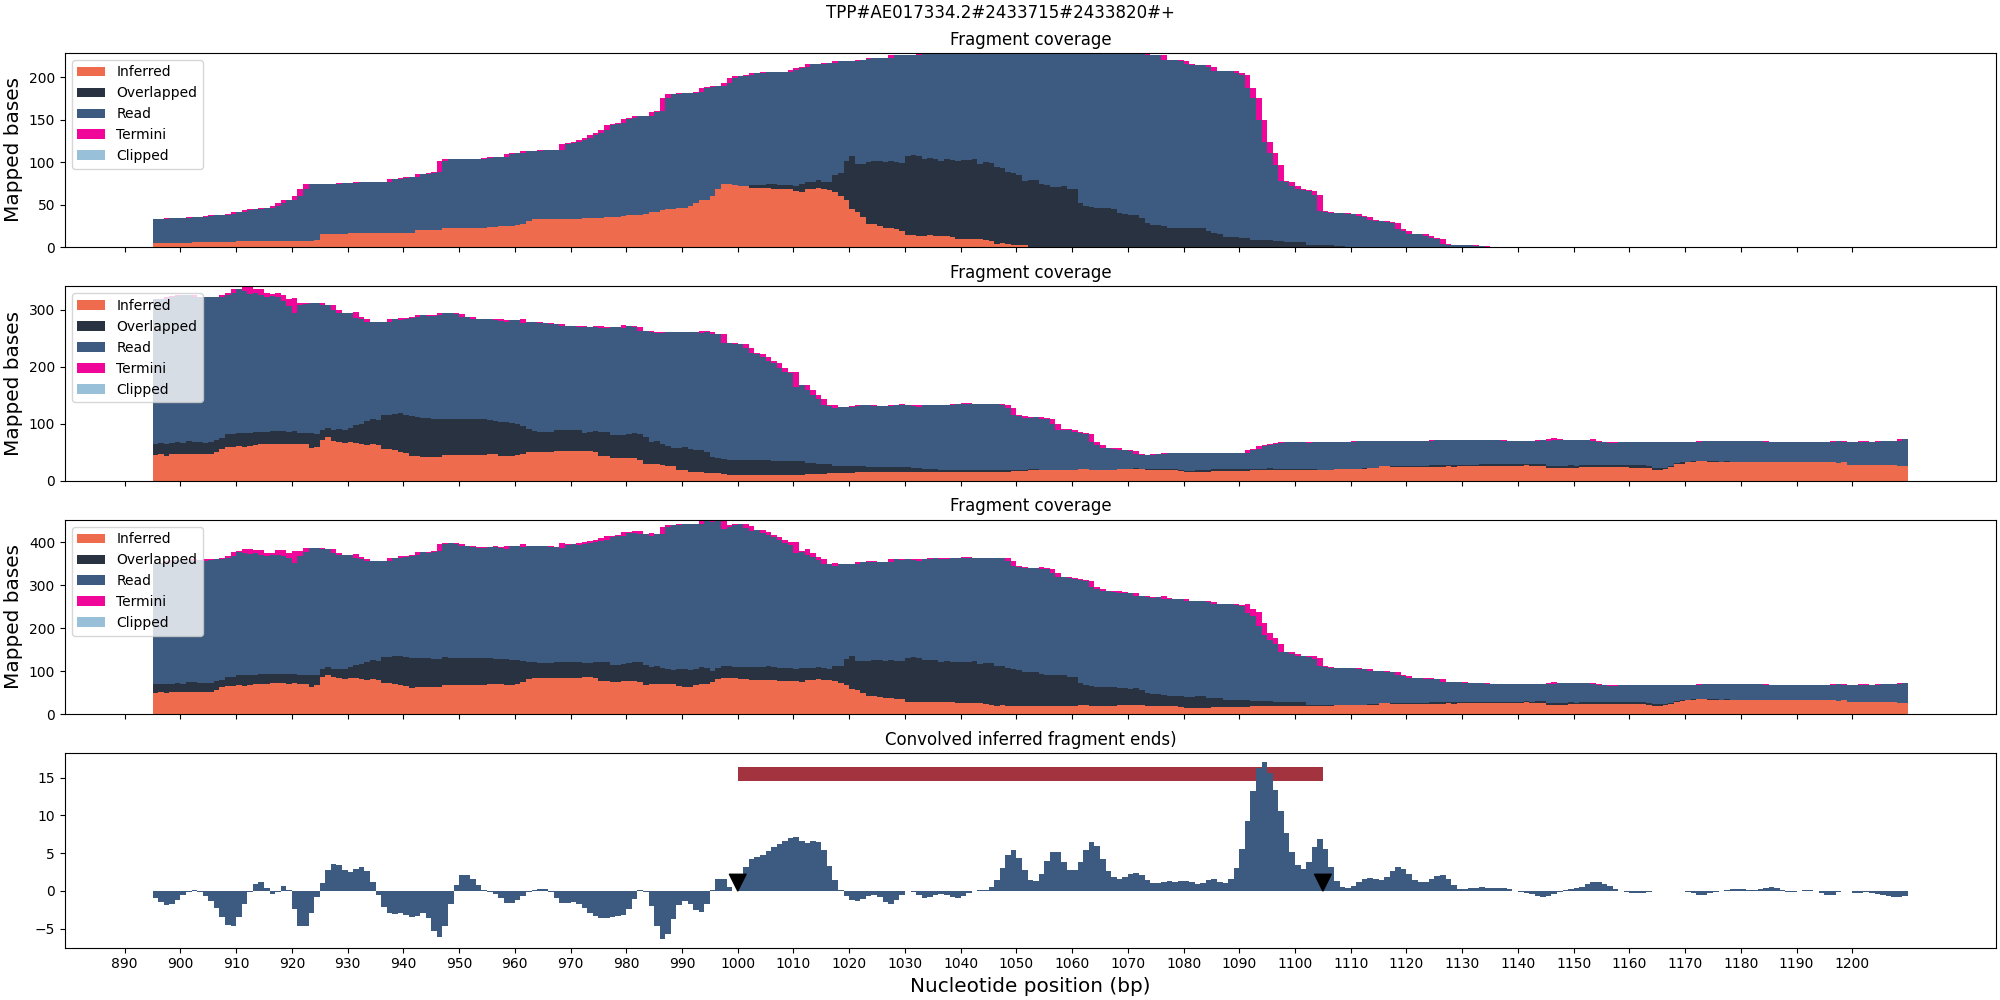 TPP#AE017334.2#2433715#2433820#+
Fragment coverage
Mapped bases
200
150
100
50
0
Inferred
Overlapped
Read
Termini
Clipped
Fragment coverage
Mapped bases
300
200
100
0
Inferred
Overlapped
Read
Termini
Clipped
Fragment coverage
Mapped bases
400
300
200
100
0
Inferred
Overlapped
Read
Termini
Clipped
Convolved inferred fragment ends)
15
10
5
0
−5
890 900 910 920 930 940 950 960 970 980 990 1000 1010 1020 1030 1040 1050 1060 1070 1080 1090 1100 1110 1120 1130 1140 1150 1160 1170 1180 1190 1200
Nucleotide position (bp)